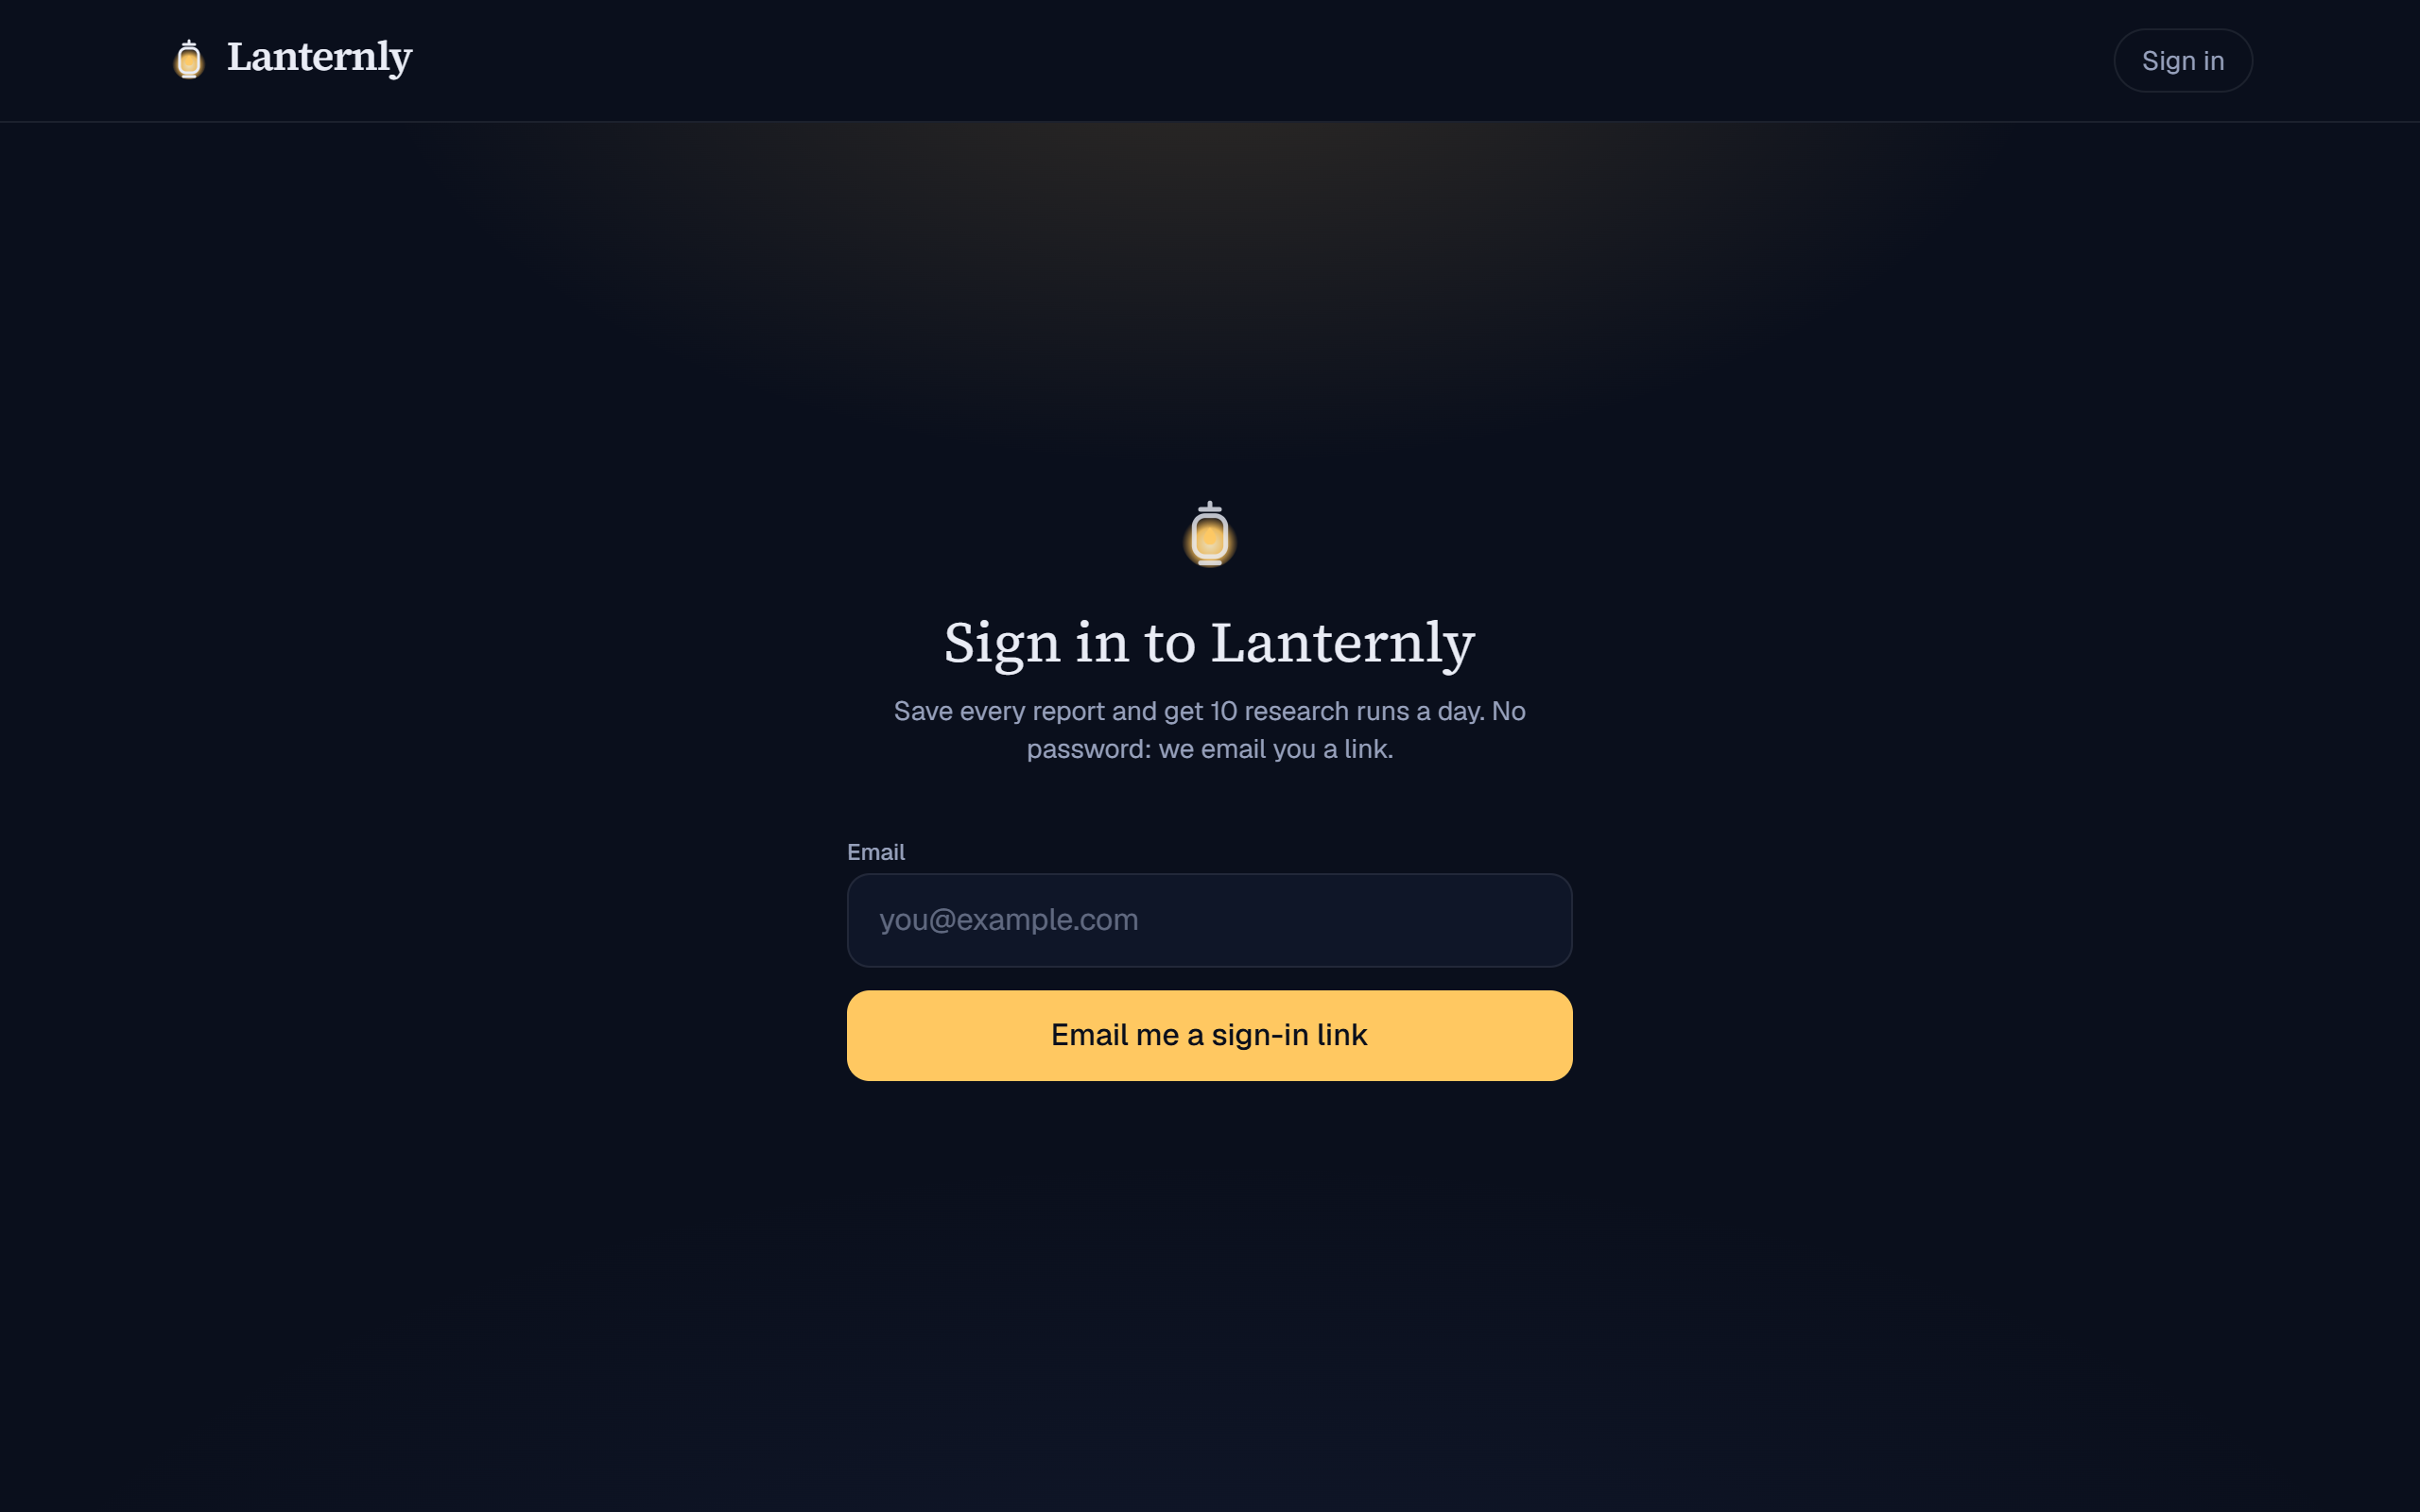 Lanternly
Sign in
Sign in to Lanternly
Save every report and get 10 research runs a day. No
password: we email you a link.
Email
you@example.com
Email me a sign-in link